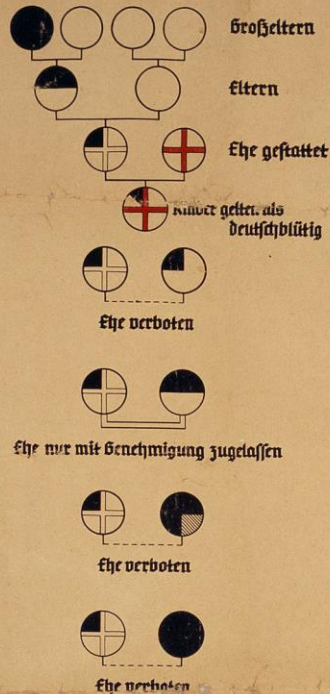 Großeltern
Eltern
Ehe gestattet
Kinder gelten als
deutschblütig
Ehe verboten
Ehe nur mit Genehmigung zugelassen
Ehe verboten
Ehe verboten